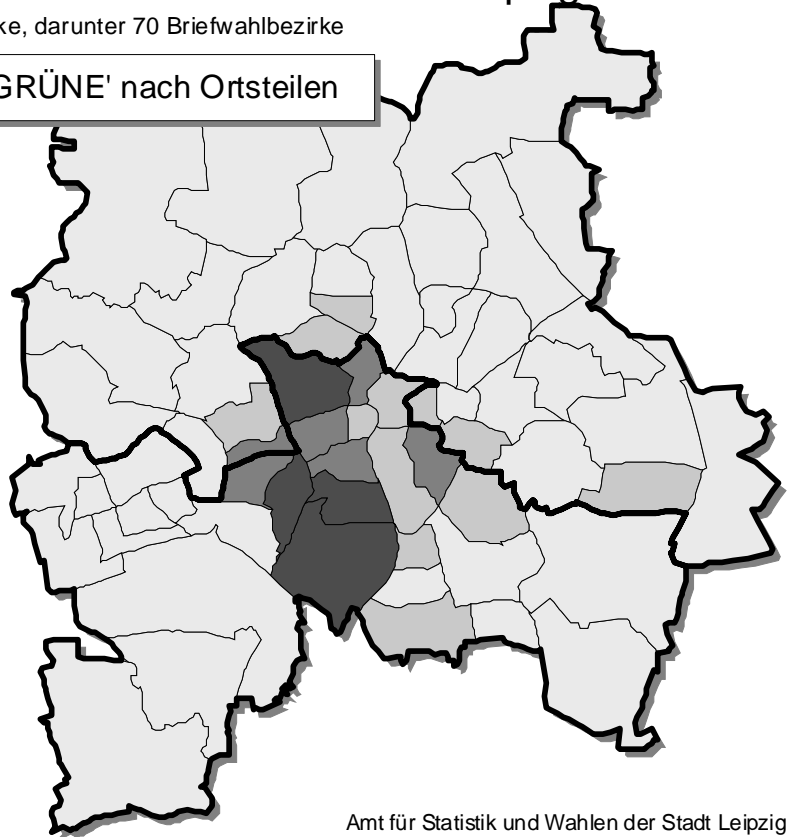 ke, darunter 70 Briefwahlbezirke
GRÜNE' nach Ortsteilen
Amt für Statistik und Wahlen der Stadt Leipzig